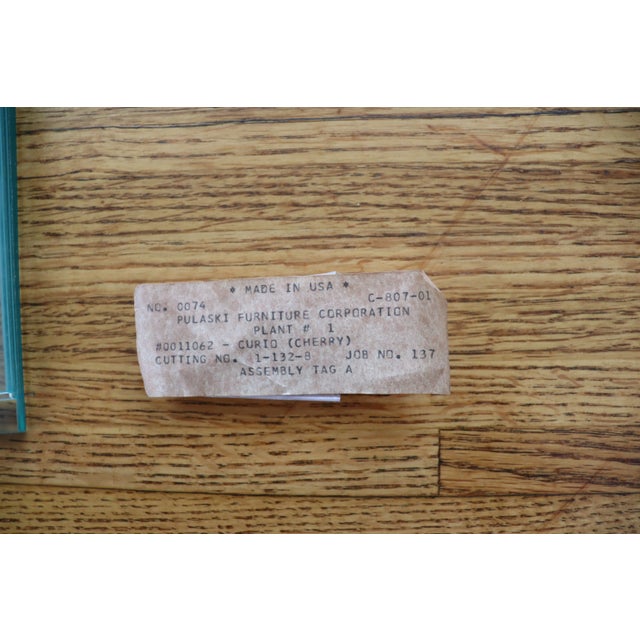 * MADE IN USA *
NO. 0074 C-807-01
PULASKI FURNITURE CORPORATION
PLANT # 1
#0011062 - CURIO (CHERRY)
CUTTING NO. 1-132-8 JOB NO. 137
ASSEMBLY TAG A